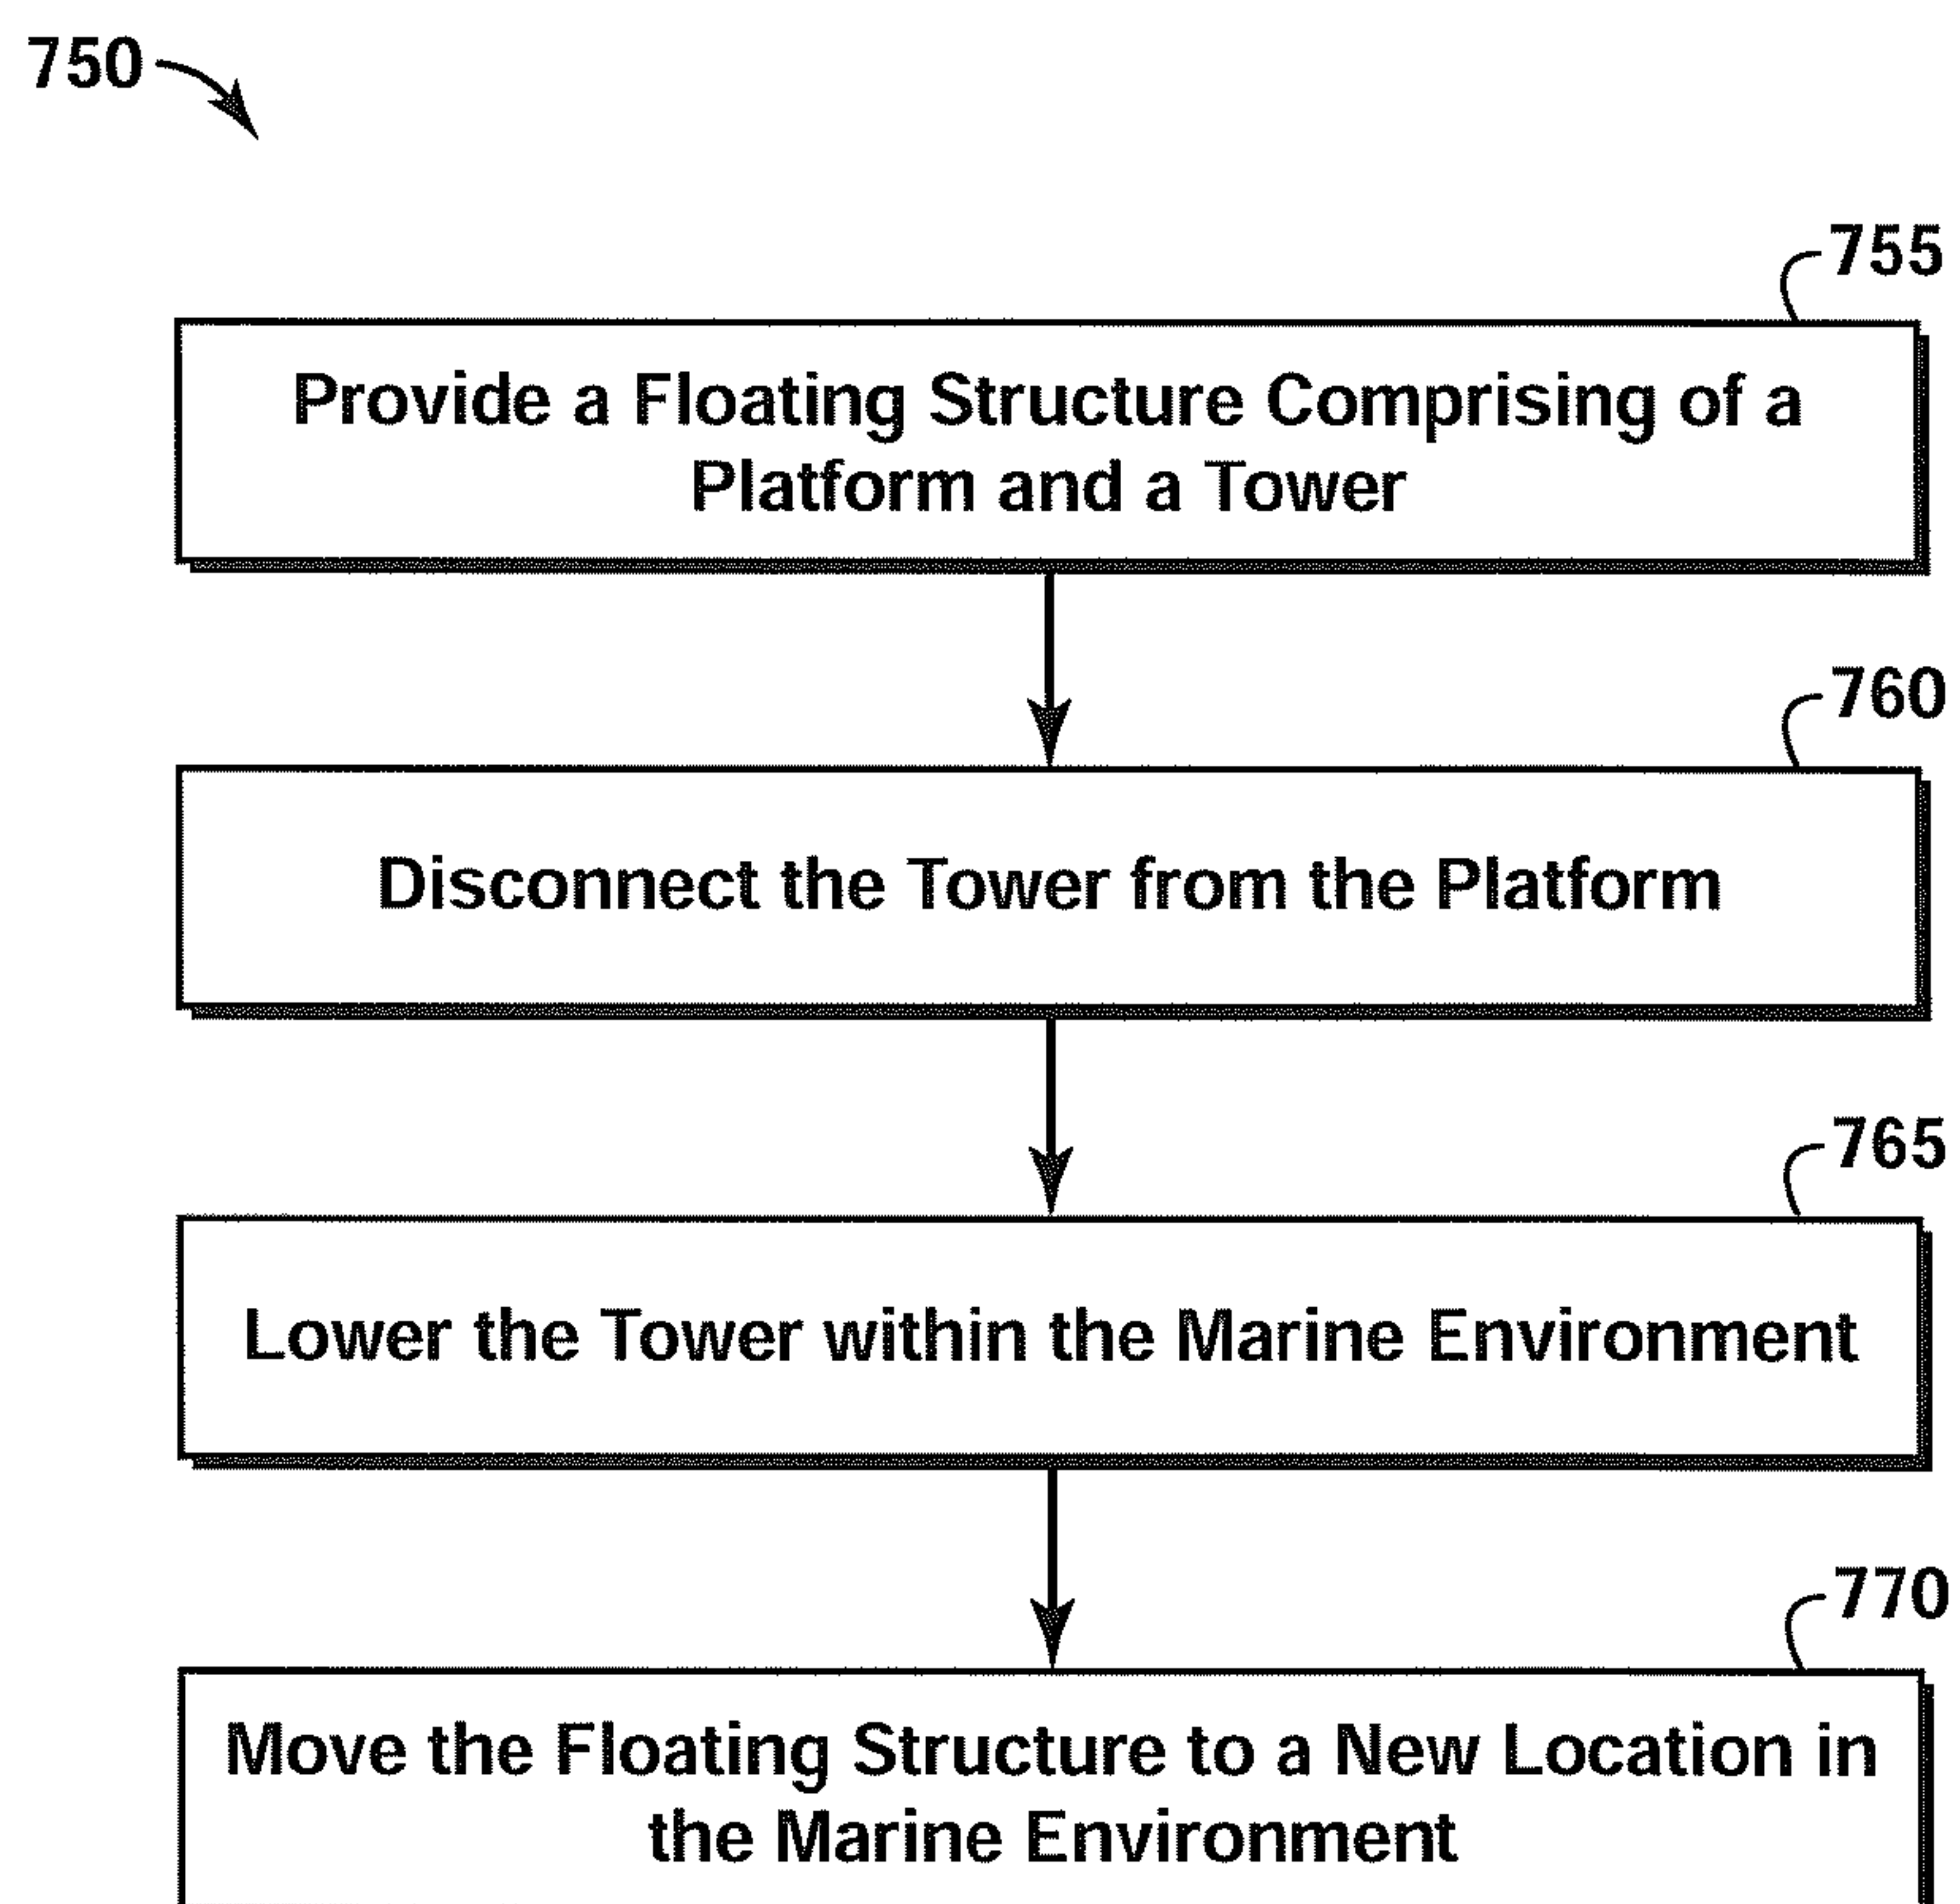 750
755
Provide a Floating Structure Comprising of a
Platform and a Tower
760
Disconnect the Tower from the Platform
765
Lower the Tower within the Marine Environment
770
Move the Floating Structure to a New Location in
the Marine Environment